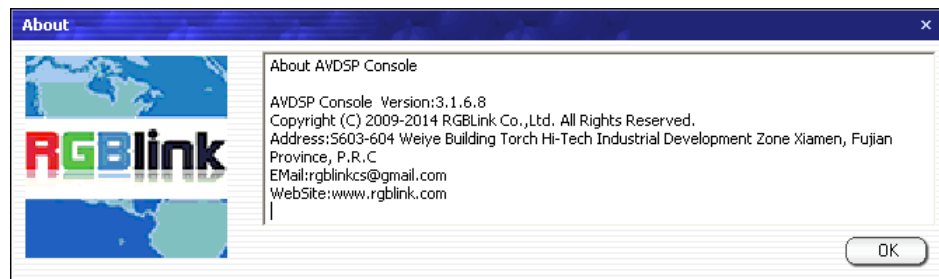 About
RGBlink
About AVDSP Console
AVDSP Console Version:3.1.6.8
Copyright (C) 2009-2014 RGBLink Co.,Ltd. All Rights Reserved.
Address:S603-604 Weiye Building Torch Hi-Tech Industrial Development Zone Xiamen, Fujian
Province, P.R.C
EMail:rgblinkcs@gmail.com
WebSite:www.rgblink.com
OK